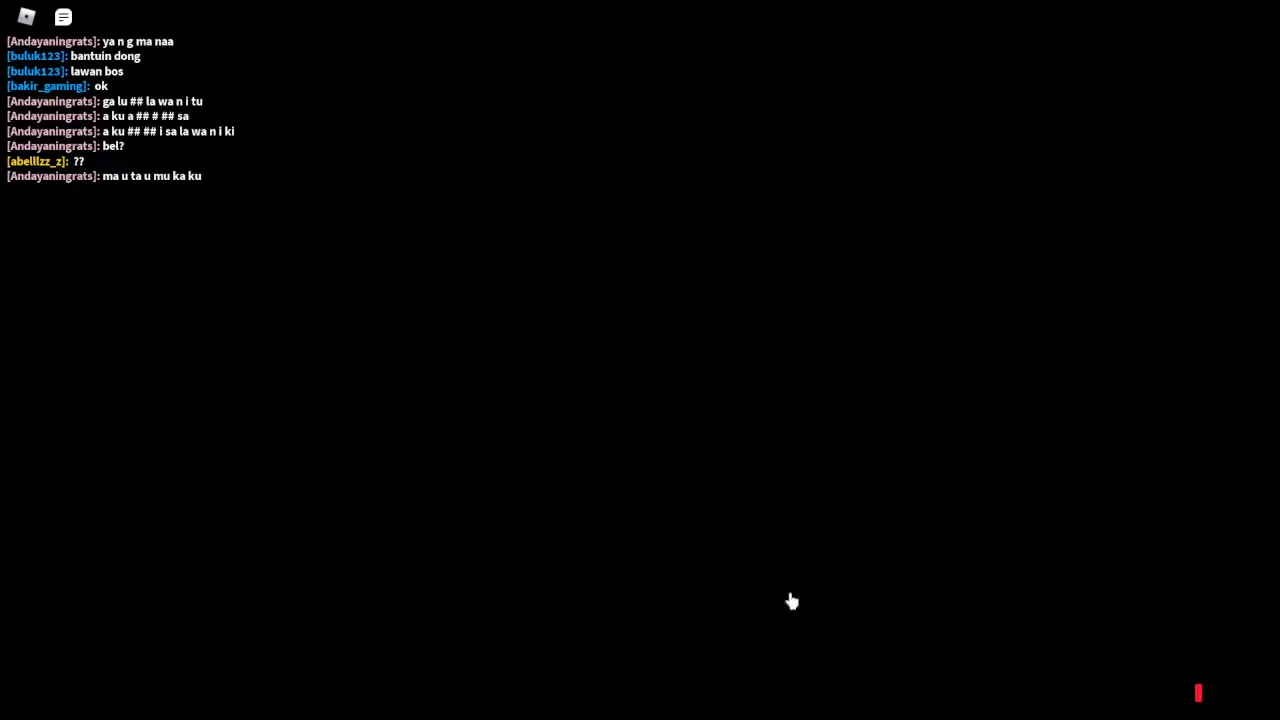 [Andayaningrats]: ya n g ma naa
[buluk123]: bantuin dong
[buluk123]: lawan bos
[bakir_gaming]: ok
[Andayaningrats]: ga lu ## la wa n i tu
[Andayaningrats]: a ku a ## # ## sa
[Andayaningrats]: a ku ## ## i sa la wa n i ki
[Andayaningrats]: bel?
[abelllzz_z]: ??
[Andayaningrats]: ma u ta u mu ka ku